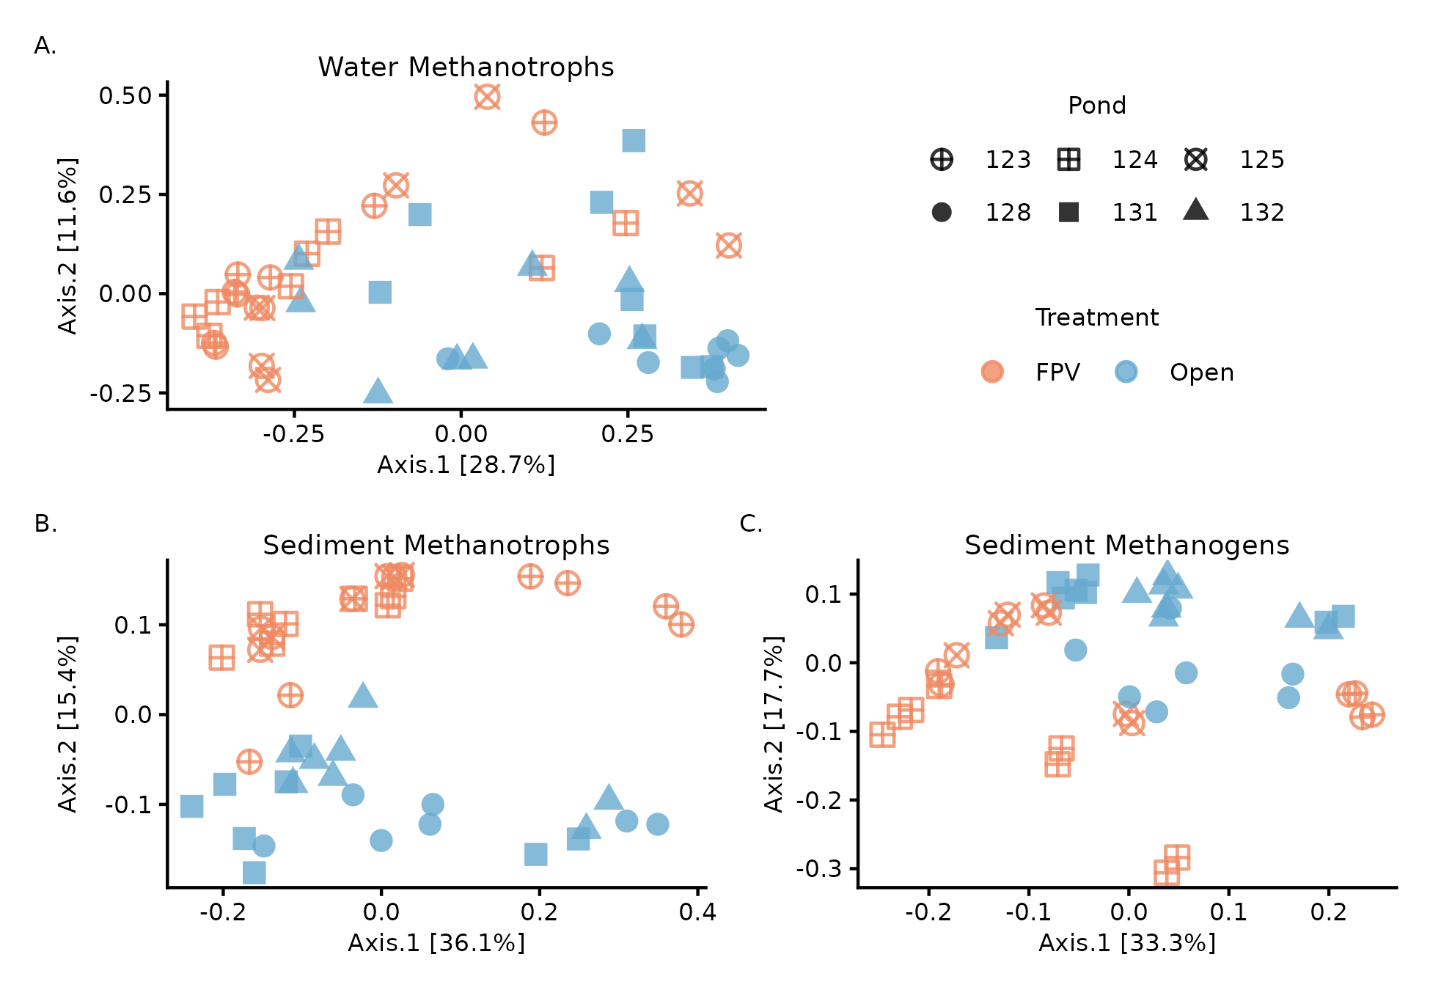 A.
Water Methanotrophs
0.50
0.25
0.00
-0.25
Axis.2 [11.6%]
-0.25 0.00 0.25
Axis.1 [28.7%]
Pond
123 124 125
128 131 132
Treatment
FPV Open
B.
Sediment Methanotrophs
0.1
0.0
-0.1
Axis.2 [15.4%]
-0.2 0.0 0.2 0.4
Axis.1 [36.1%]
C.
Sediment Methanogens
0.1
0.0
-0.1
-0.2
-0.3
Axis.2 [17.7%]
-0.2 -0.1 0.0 0.1 0.2
Axis.1 [33.3%]